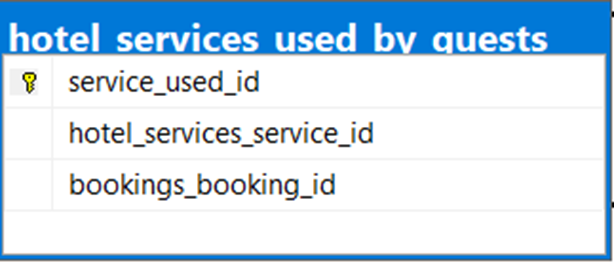 hotel_services_used_by_guests
service_used_id
hotel_services_service_id
bookings_booking_id